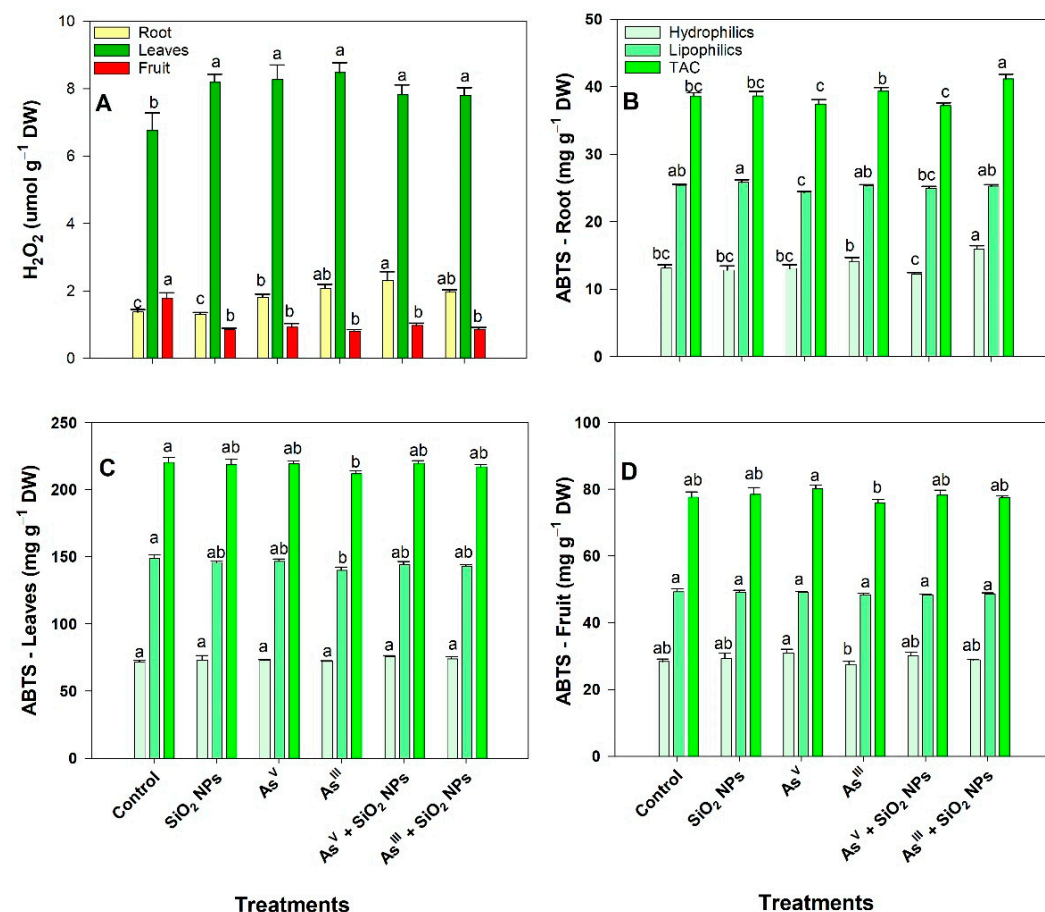 A
H₂O₂ (umol g⁻¹ DW)
10
8
6
4
2
0
Root
Leaves
Fruit
c b a
c a b
b a b
ab a b
a a b
ab a b
B
ABTS - Root (mg g⁻¹ DW)
50
40
30
20
10
0
Hydrophilics
Lipophilics
TAC
bc ab bc
bc a bc
bc c c
b ab b
c bc c
a ab a
C
ABTS - Leaves (mg g⁻¹ DW)
250
200
150
100
50
0
a a a
a ab ab
a ab ab
a b b
a ab ab
a ab ab
Control
SiO₂ NPs
Asⱽ
Asᴵᴵᴵ
Asⱽ + SiO₂ NPs
Asᴵᴵᴵ + SiO₂ NPs
Treatments
D
ABTS - Fruit (mg g⁻¹ DW)
100
80
60
40
20
0
ab a ab
ab a ab
a a a
b a b
ab a ab
ab a ab
Control
SiO₂ NPs
Asⱽ
Asᴵᴵᴵ
Asⱽ + SiO₂ NPs
Asᴵᴵᴵ + SiO₂ NPs
Treatments